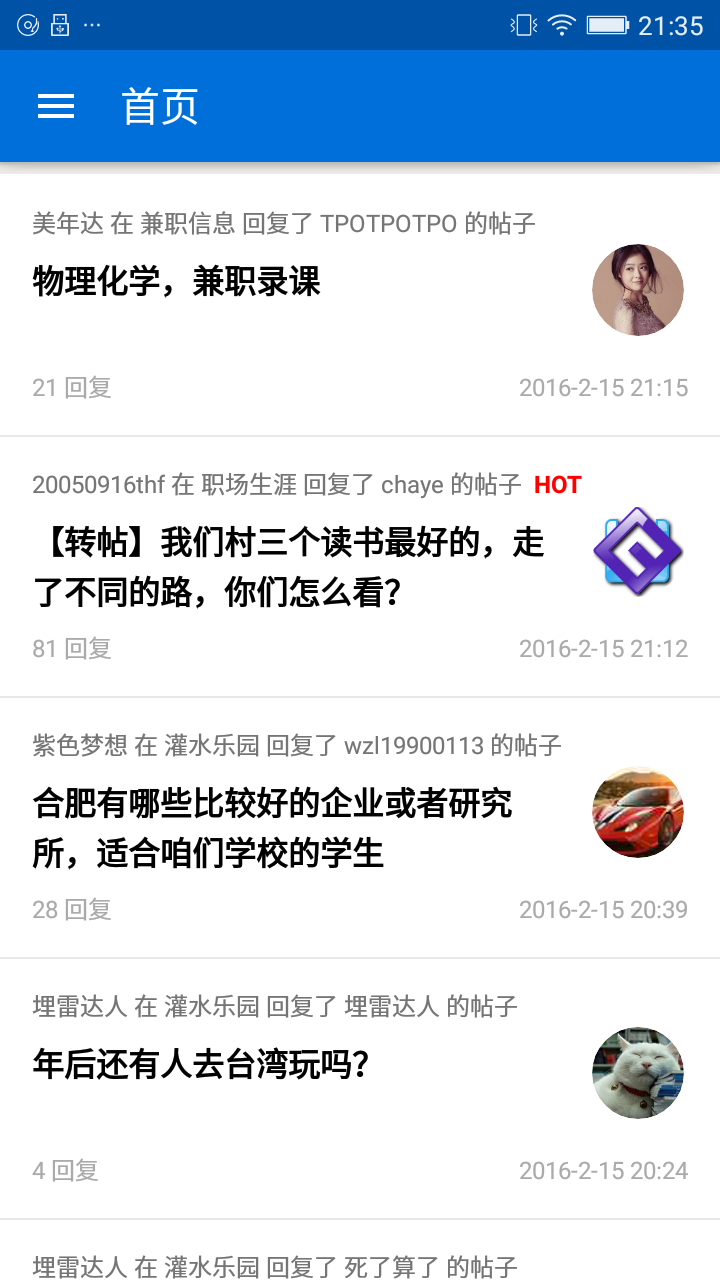 21:35
首页
美年达 在 兼职信息 回复了 TPOTPOTPO 的帖子
物理化学，兼职录课
21 回复
2016-2-15 21:15
20050916thf 在 职场生涯 回复了 chaye 的帖子 HOT
【转帖】我们村三个读书最好的，走
了不同的路，你们怎么看？
81 回复
2016-2-15 21:12
紫色梦想 在 灌水乐园 回复了 wzl19900113 的帖子
合肥有哪些比较好的企业或者研究
所，适合咱们学校的学生
28 回复
2016-2-15 20:39
埋雷达人 在 灌水乐园 回复了 埋雷达人 的帖子
年后还有人去台湾玩吗？
4 回复
2016-2-15 20:24
埋雷达人 在 灌水乐园 回复了 死了算了 的帖子